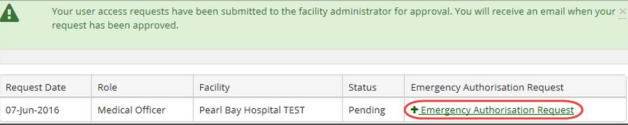 Your user access requests have been submitted to the facility administrator for approval. You will receive an email when your
request has been approved.
Request Date Role Facility Status Emergency Authorisation Request
07-Jun-2016 Medical Officer Pearl Bay Hospital TEST Pending + Emergency Authorisation Request